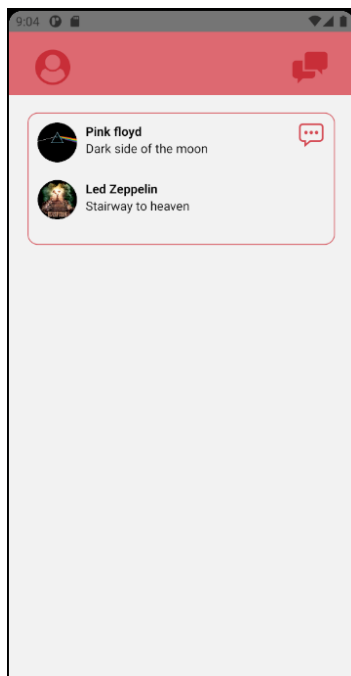 9:04
Pink floyd
Dark side of the moon
Led Zeppelin
Stairway to heaven